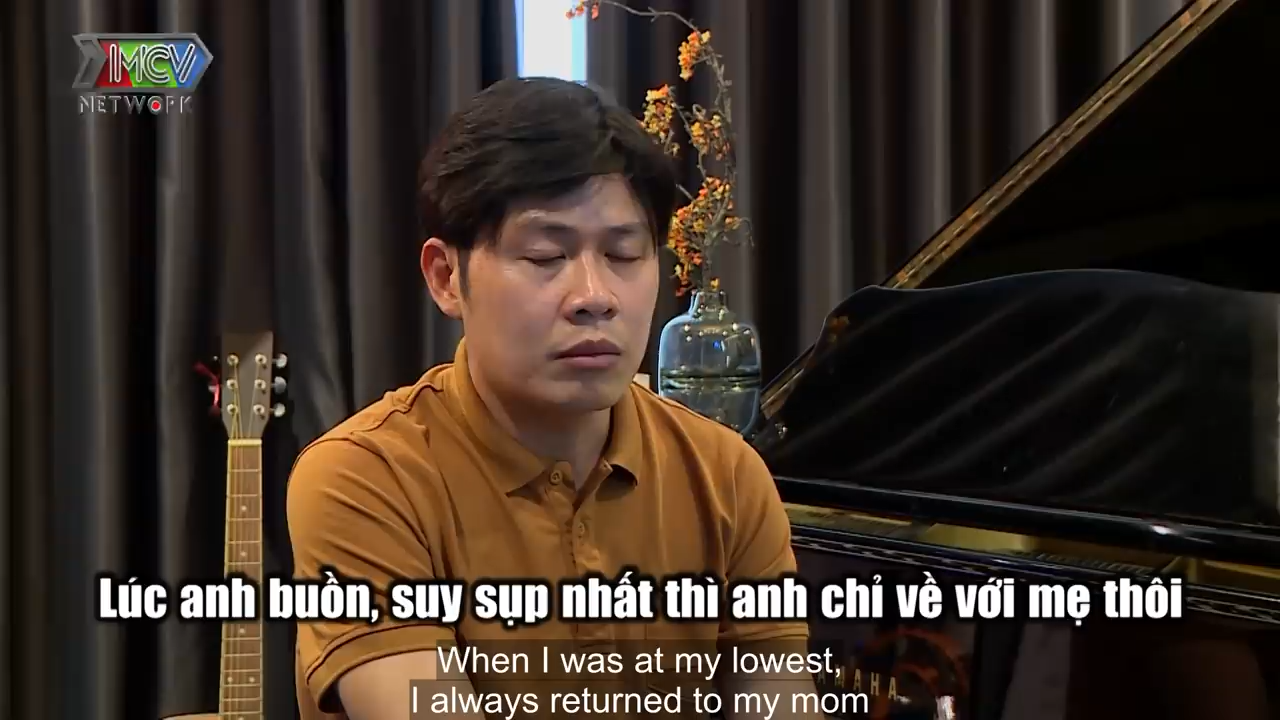 MCV
NETWORK
Lúc anh buồn, suy sụp nhất thì anh chỉ về với mẹ thôi
When I was at my lowest,
I always returned to my mom
AMAHA